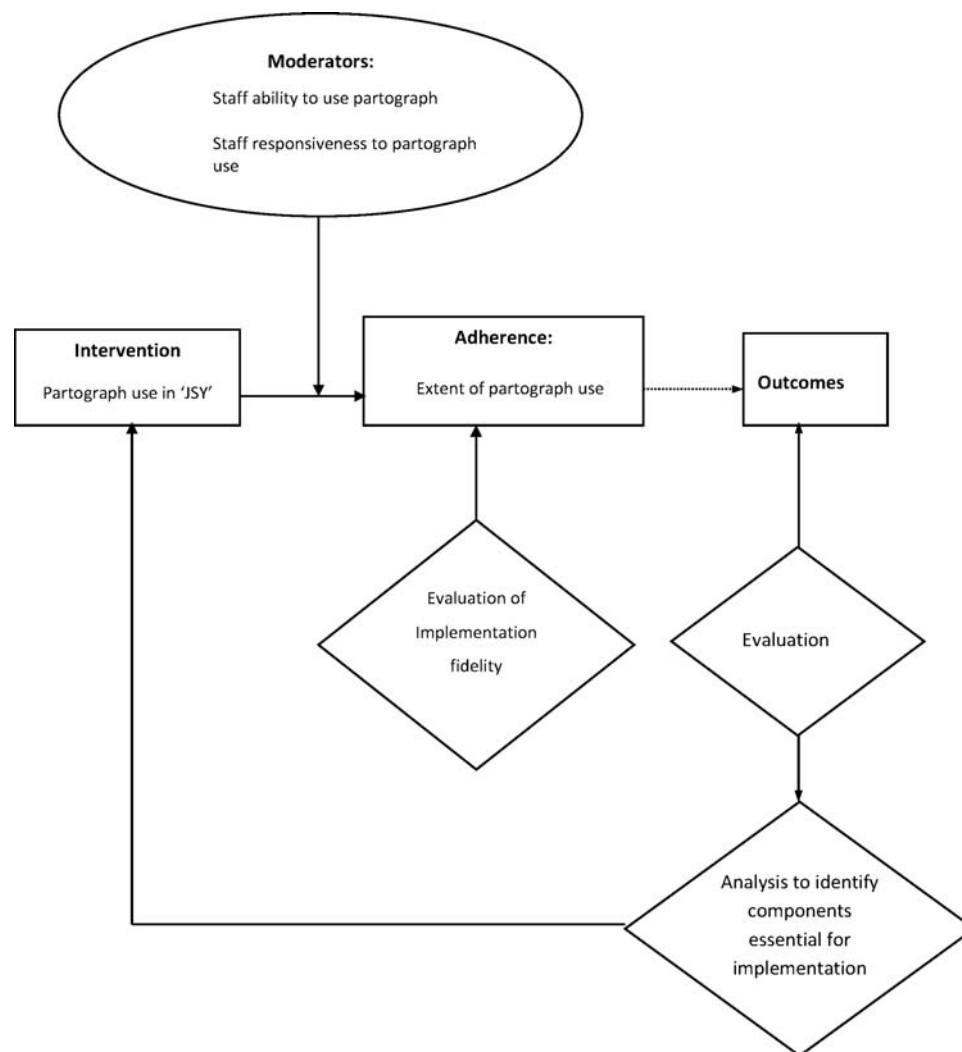 Moderators:
Staff ability to use partograph
Staff responsiveness to partograph
use
Intervention
Partograph use in ‘JSY’
Adherence:
Extent of partograph use
Outcomes
Evaluation of
Implementation
fidelity
Evaluation
Analysis to identify
components
essential for
implementation